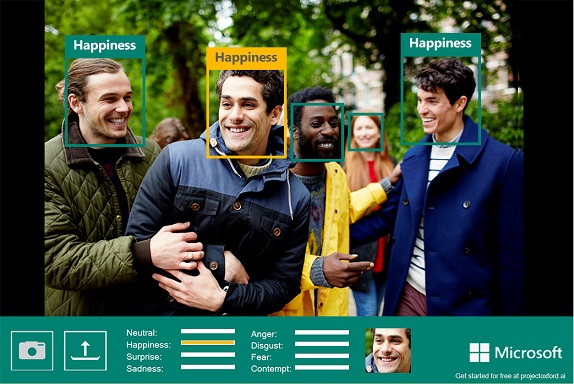 Happiness
Happiness
Happiness
Neutral:
Happiness:
Surprise:
Sadness:
Anger:
Disgust:
Fear:
Contempt:
Microsoft
Get started for free at projectoxford.ai